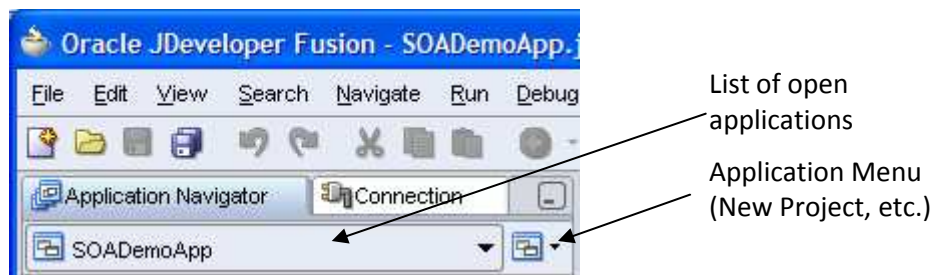 Oracle JDeveloper Fusion - SOADemoApp.j
File Edit View Search Navigate Run Debug
Application Navigator Connection
SOADemoApp
List of open
applications
Application Menu
(New Project, etc.)